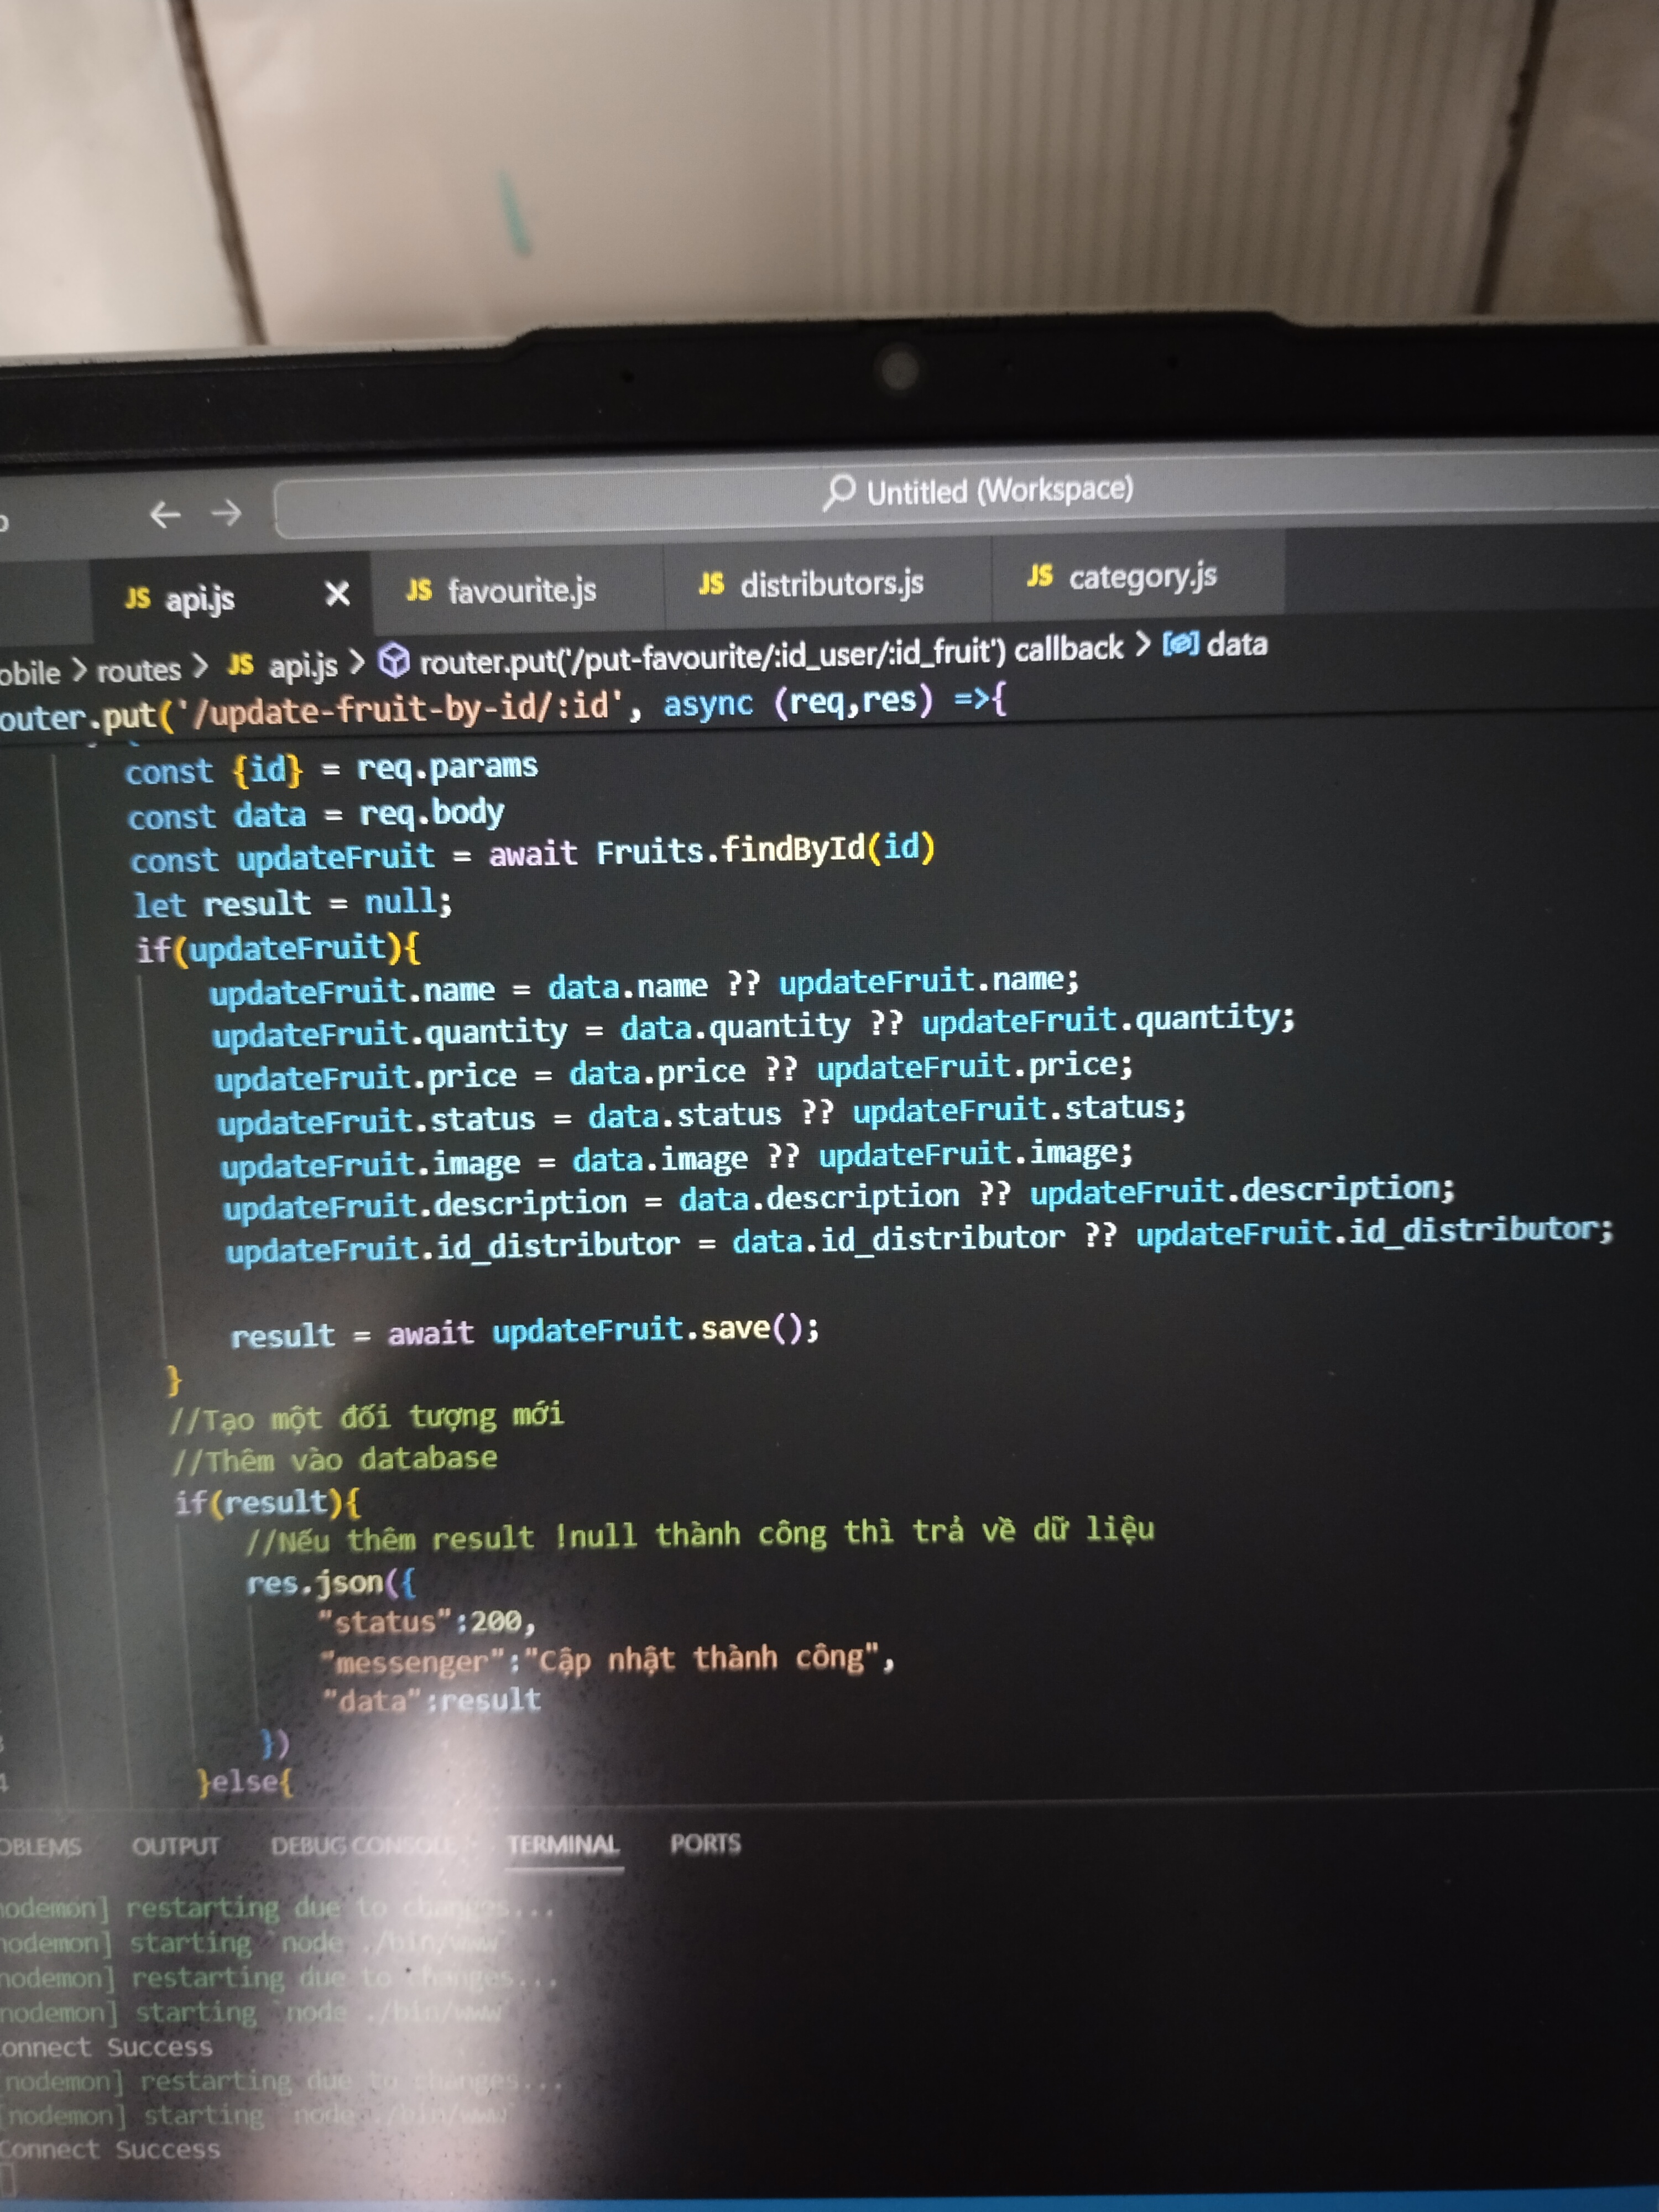 Untitled (Workspace)
JS api.js JS favourite.js JS distributors.js JS category.js
obile > routes > JS api.js > router.put('/put-favourite/:id_user/:id_fruit') callback > data
outer.put('/update-fruit-by-id/:id', async (req,res) =>{
const {id} = req.params
const data = req.body
const updateFruit = await Fruits.findById(id)
let result = null;
if(updateFruit){
updateFruit.name = data.name ?? updateFruit.name;
updateFruit.quantity = data.quantity ?? updateFruit.quantity;
updateFruit.price = data.price ?? updateFruit.price;
updateFruit.status = data.status ?? updateFruit.status;
updateFruit.image = data.image ?? updateFruit.image;
updateFruit.description = data.description ?? updateFruit.description;
updateFruit.id_distributor = data.id_distributor ?? updateFruit.id_distributor;
result = await updateFruit.save();
}
//Tạo một đối tượng mới
//Thêm vào database
if(result){
//Nếu thêm result !null thành công thì trả về dữ liệu
res.json({
"status":200,
"messenger":"Cập nhật thành công",
"data":result
})
}else{
OBLEMS OUTPUT DEBUG CONSOLE TERMINAL PORTS
nodemon] restarting due to changes...
nodemon] starting `node ./bin/www`
nodemon] restarting due to changes...
nodemon] starting `node ./bin/www`
onnect Success
[nodemon] restarting due to changes...
[nodemon] starting `node ./bin/www`
Connect Success